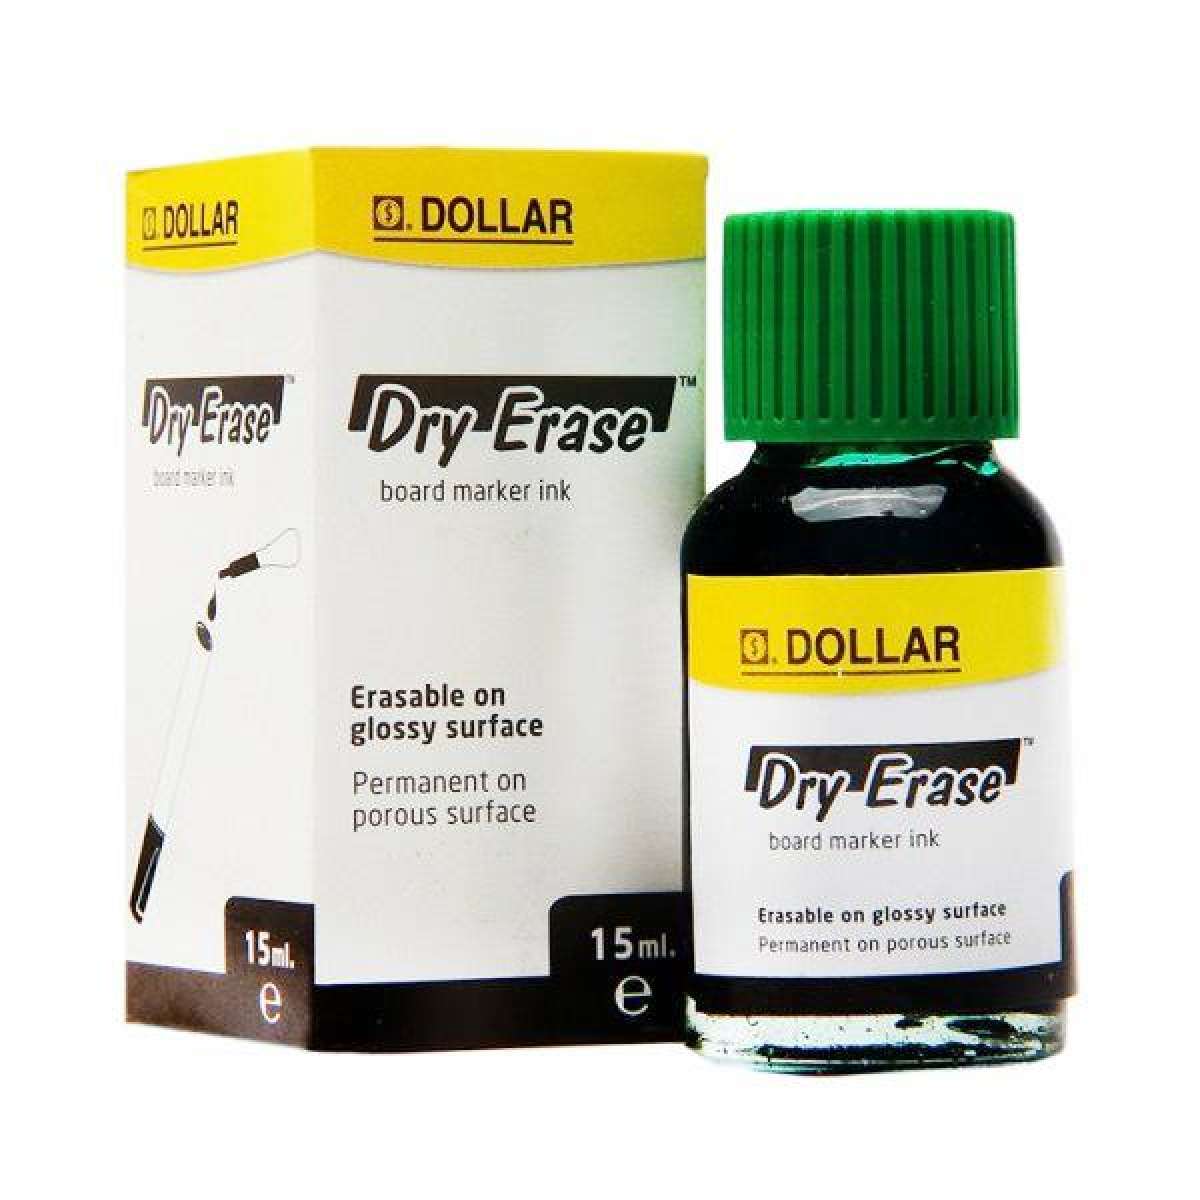 $® DOLLAR
Dry Erase™
board marker ink
15ml.
e
$® DOLLAR
Dry Erase™
board marker ink
Erasable on
glossy surface
Permanent on
porous surface
15ml.
e
$® DOLLAR
Dry Erase™
board marker ink
Erasable on glossy surface
Permanent on porous surface